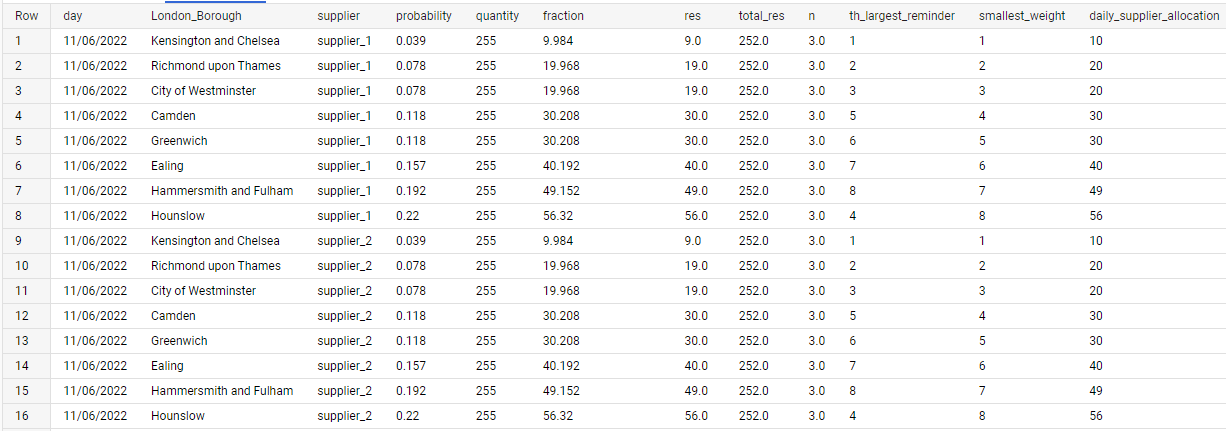 Row day London_Borough supplier probability quantity fraction res total_res n th_largest_reminder smallest_weight daily_supplier_allocation
1 11/06/2022 Kensington and Chelsea supplier_1 0.039 255 9.984 9.0 252.0 3.0 1 1 10
2 11/06/2022 Richmond upon Thames supplier_1 0.078 255 19.968 19.0 252.0 3.0 2 2 20
3 11/06/2022 City of Westminster supplier_1 0.078 255 19.968 19.0 252.0 3.0 3 3 20
4 11/06/2022 Camden supplier_1 0.118 255 30.208 30.0 252.0 3.0 5 4 30
5 11/06/2022 Greenwich supplier_1 0.118 255 30.208 30.0 252.0 3.0 6 5 30
6 11/06/2022 Ealing supplier_1 0.157 255 40.192 40.0 252.0 3.0 7 6 40
7 11/06/2022 Hammersmith and Fulham supplier_1 0.192 255 49.152 49.0 252.0 3.0 8 7 49
8 11/06/2022 Hounslow supplier_1 0.22 255 56.32 56.0 252.0 3.0 4 8 56
9 11/06/2022 Kensington and Chelsea supplier_2 0.039 255 9.984 9.0 252.0 3.0 1 1 10
10 11/06/2022 Richmond upon Thames supplier_2 0.078 255 19.968 19.0 252.0 3.0 2 2 20
11 11/06/2022 City of Westminster supplier_2 0.078 255 19.968 19.0 252.0 3.0 3 3 20
12 11/06/2022 Camden supplier_2 0.118 255 30.208 30.0 252.0 3.0 5 4 30
13 11/06/2022 Greenwich supplier_2 0.118 255 30.208 30.0 252.0 3.0 6 5 30
14 11/06/2022 Ealing supplier_2 0.157 255 40.192 40.0 252.0 3.0 7 6 40
15 11/06/2022 Hammersmith and Fulham supplier_2 0.192 255 49.152 49.0 252.0 3.0 8 7 49
16 11/06/2022 Hounslow supplier_2 0.22 255 56.32 56.0 252.0 3.0 4 8 56